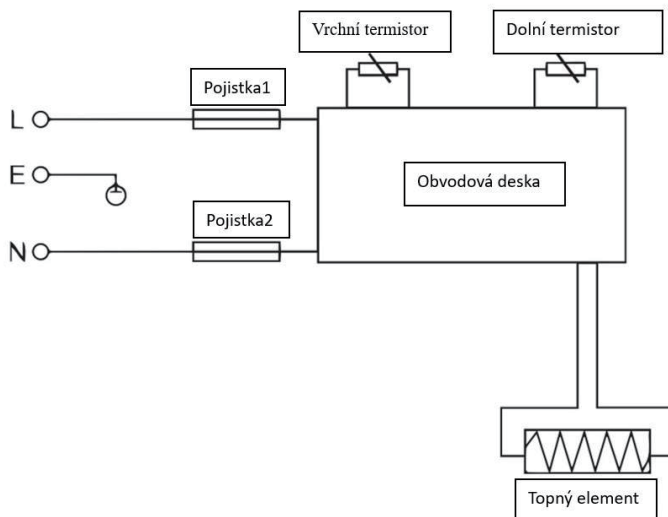 Vrchní termistor
Dolní termistor
Pojistka1
L
Obvodová deska
E
Pojistka2
N
Topný element